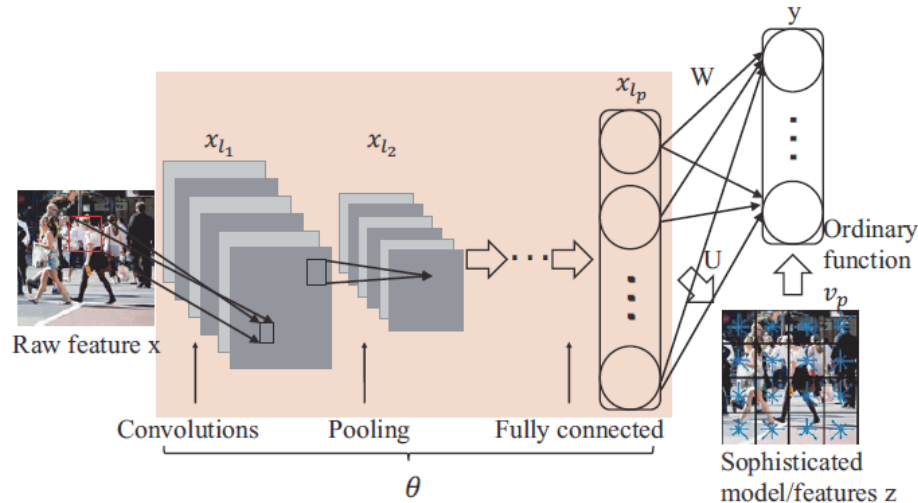 y
W
x_{l_p}
x_{l_1}
x_{l_2}
U
Ordinary
function
v_p
Raw feature x
Convolutions
Pooling
Fully connected
θ
Sophisticated
model/features z